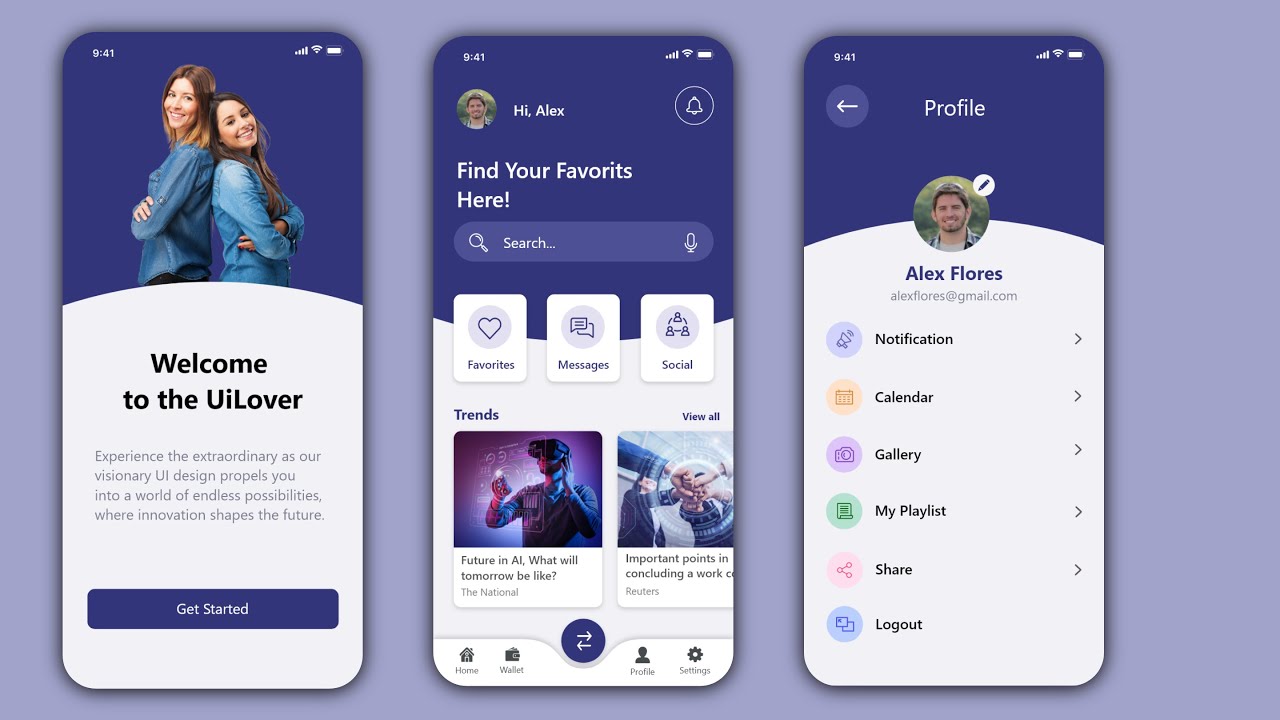 9:41
Welcome
to the UiLover
Experience the extraordinary as our
visionary UI design propels you
into a world of endless possibilities,
where innovation shapes the future.
Get Started
9:41
Hi, Alex
Find Your Favorits
Here!
Search...
Favorites
Messages
Social
Trends
View all
Future in AI, What will
tomorrow be like?
The National
Important points in
concluding a work co
Reuters
Home
Wallet
Profile
Settings
9:41
Profile
Alex Flores
alexflores@gmail.com
Notification
Calendar
Gallery
My Playlist
Share
Logout